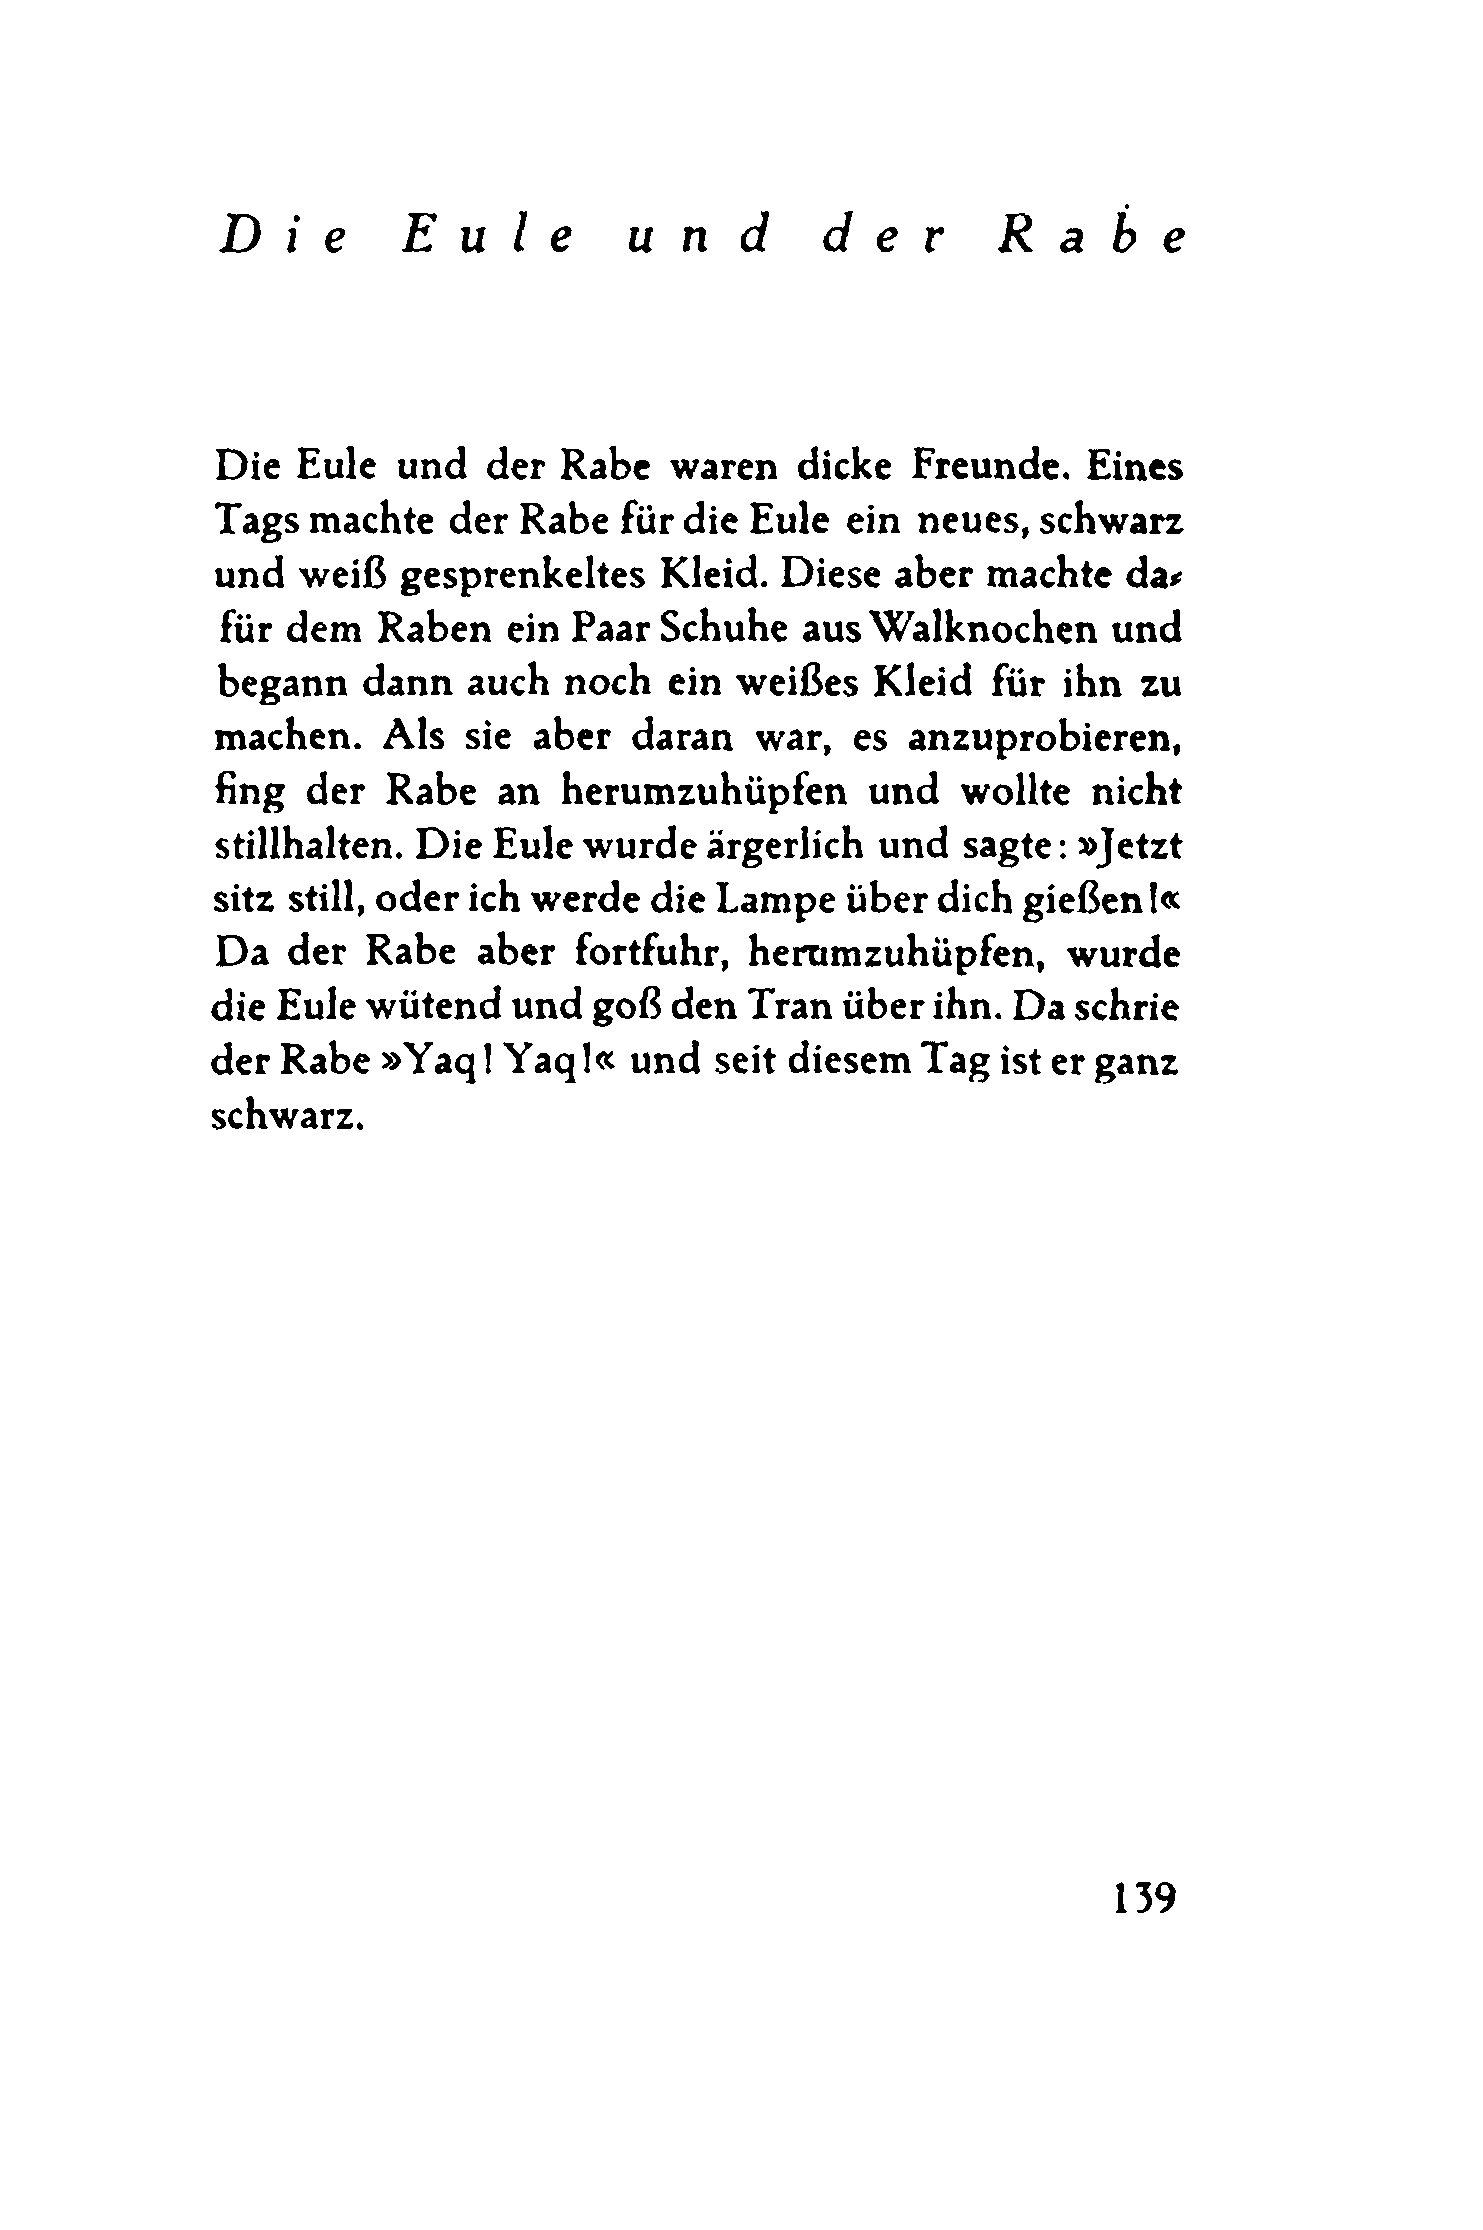 Die Eule und der Rabe
Die Eule und der Rabe waren dicke Freunde. Eines
Tags machte der Rabe für die Eule ein neues, schwarz
und weiß gesprenkeltes Kleid. Diese aber machte da-
für dem Raben ein Paar Schuhe aus Walknochen und
begann dann auch noch ein weißes Kleid für ihn zu
machen. Als sie aber daran war, es anzuprobieren,
fing der Rabe an herumzuhüpfen und wollte nicht
stillhalten. Die Eule wurde ärgerlich und sagte: »Jetzt
sitz still, oder ich werde die Lampe über dich gießen!«
Da der Rabe aber fortfuhr, herumzuhüpfen, wurde
die Eule wütend und goß den Tran über ihn. Da schrie
der Rabe »Yaq! Yaq!« und seit diesem Tag ist er ganz
schwarz.
139